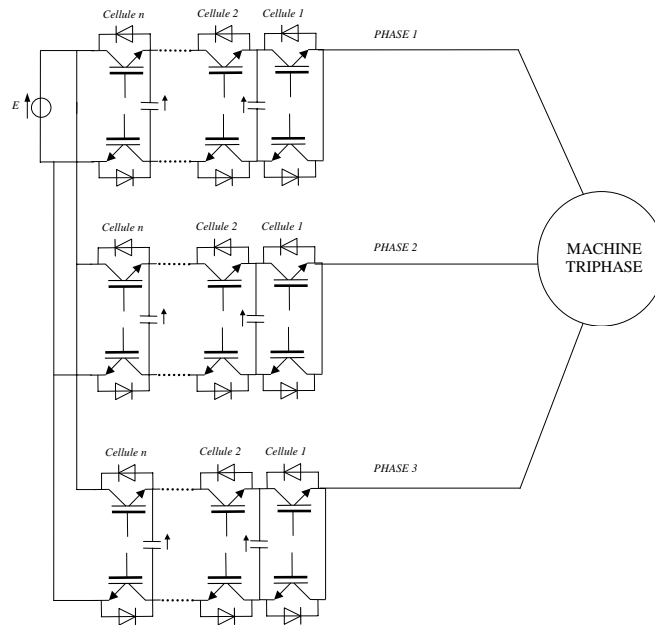 Cellule n
Cellule 2
Cellule 1
PHASE 1
E
Cellule n
Cellule 2
Cellule 1
PHASE 2
MACHINE
TRIPHASE
Cellule n
Cellule 2
Cellule 1
PHASE 3